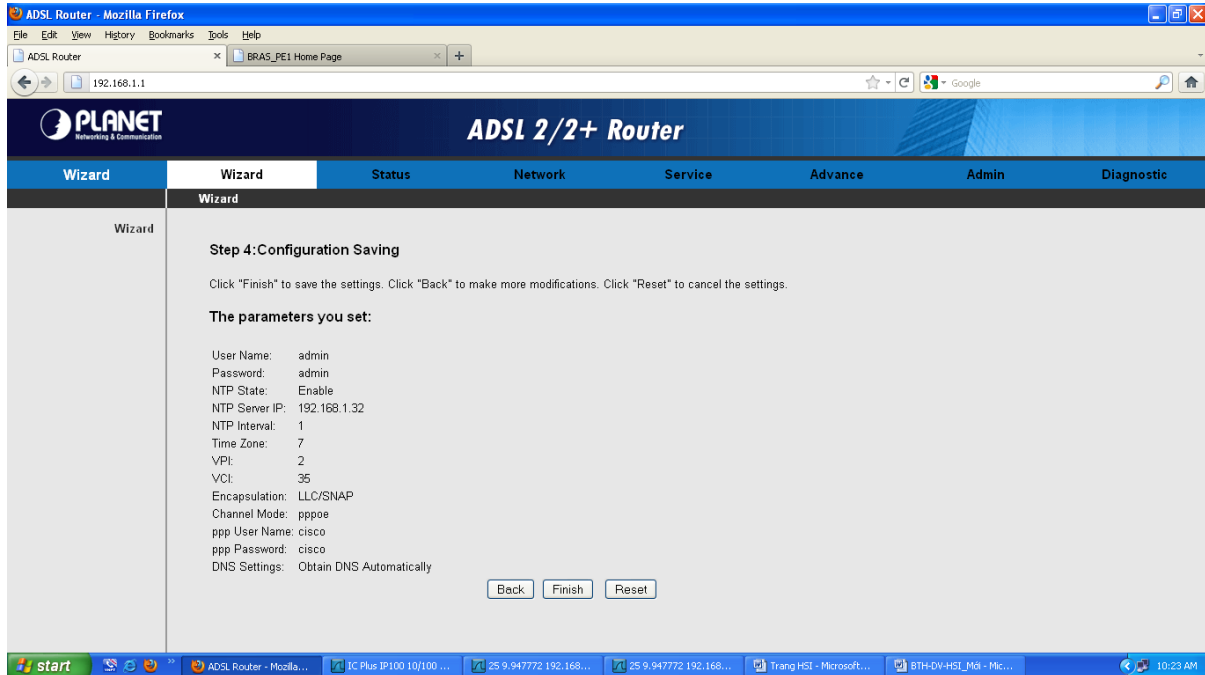 ADSL Router - Mozilla Firefox
File Edit View History Bookmarks Tools Help
ADSL Router BRAS_PE1 Home Page
192.168.1.1 Google
PLANET
Networking & Communication
ADSL 2/2+ Router
Wizard Wizard Status Network Service Advance Admin Diagnostic
Wizard
Wizard
Step 4:Configuration Saving
Click "Finish" to save the settings. Click "Back" to make more modifications. Click "Reset" to cancel the settings.
The parameters you set:
User Name: admin
Password: admin
NTP State: Enable
NTP Server IP: 192.168.1.32
NTP Interval: 1
Time Zone: 7
VPI: 2
VCI: 35
Encapsulation: LLC/SNAP
Channel Mode: pppoe
ppp User Name: cisco
ppp Password: cisco
DNS Settings: Obtain DNS Automatically
Back Finish Reset
start ADSL Router - Mozilla... IC Plus IP100 10/100 ... 25 9.947772 192.168... 25 9.947772 192.168... Trang HSI - Microsoft... BTH-DV-HSI_Mới - Mic... 10:23 AM